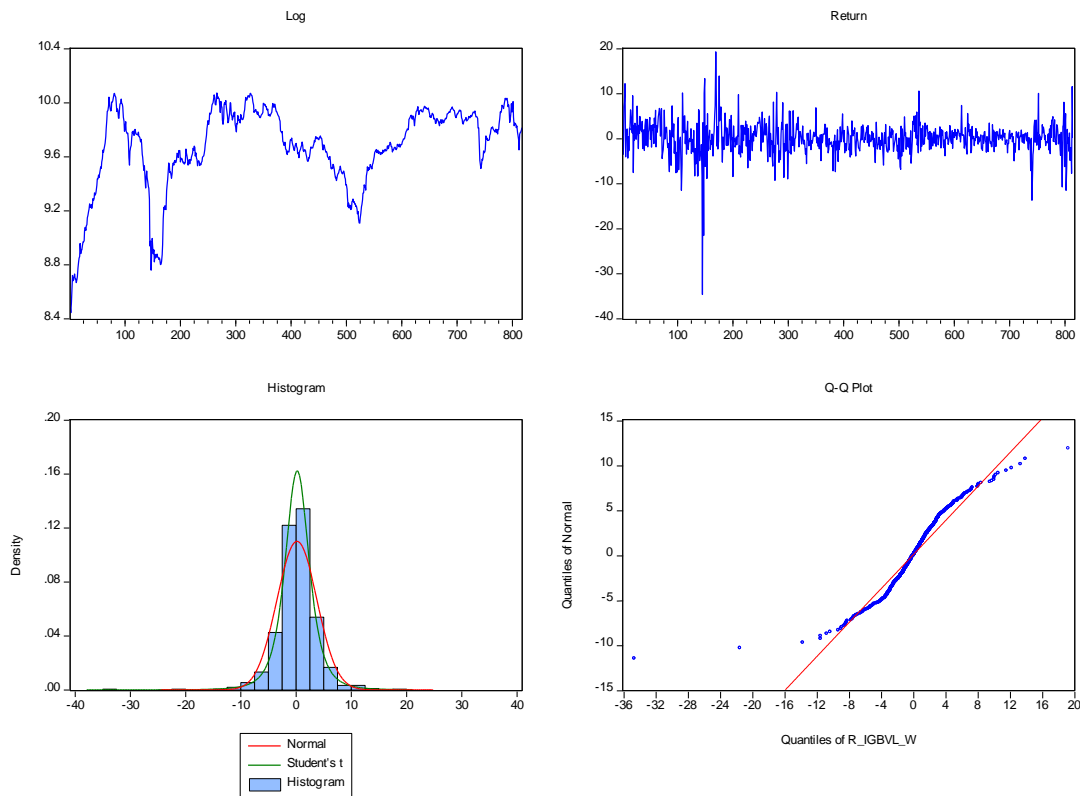 Log
10.4
10.0
9.6
9.2
8.8
8.4
100 200 300 400 500 600 700 800
Return
20
10
0
-10
-20
-30
-40
100 200 300 400 500 600 700 800
Histogram
Density
.20
.16
.12
.08
.04
.00
-40 -30 -20 -10 0 10 20 30 40
Normal
Student's t
Histogram
Q-Q Plot
Quantiles of Normal
15
10
5
0
-5
-10
-15
-36 -32 -28 -24 -20 -16 -12 -8 -4 0 4 8 12 16 20
Quantiles of R_IGBVL_W